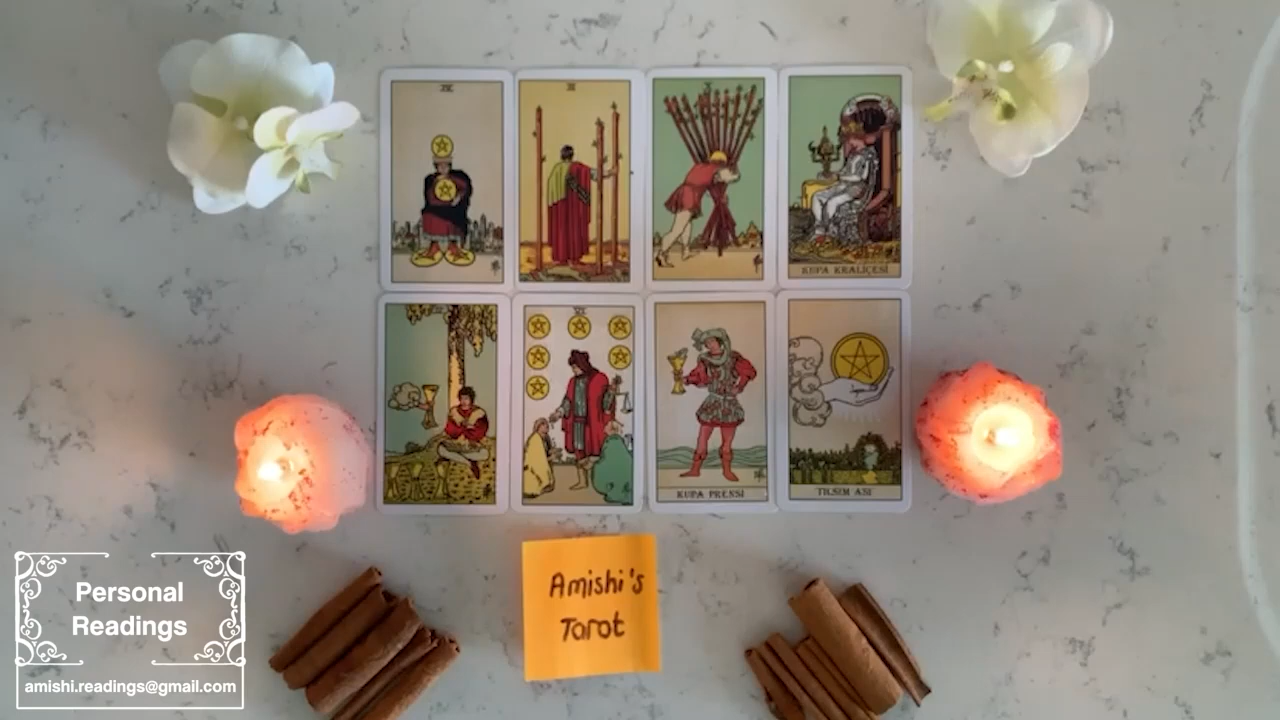 KUPA KRALİÇESİ
KUPA PRENSİ
TILSIM ASI
Amishi's
Tarot
Personal
Readings
amishi.readings@gmail.com